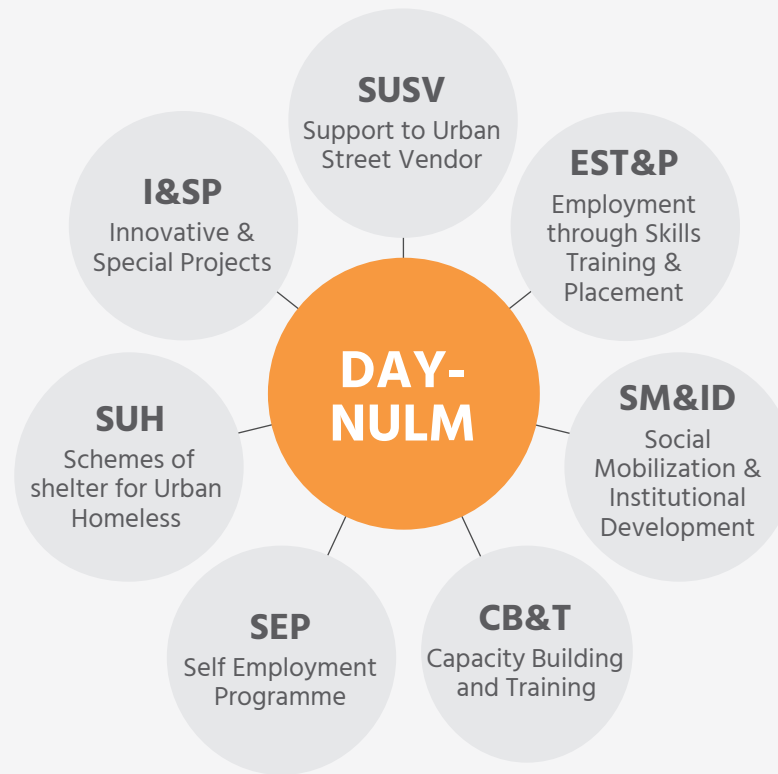 SUSV
Support to Urban
Street Vendor
EST&P
Employment
through Skills
Training &
Placement
I&SP
Innovative &
Special Projects
DAY-
NULM
SM&ID
Social
Mobilization &
Institutional
Development
SUH
Schemes of
shelter for Urban
Homeless
CB&T
Capacity Building
and Training
SEP
Self Employment
Programme